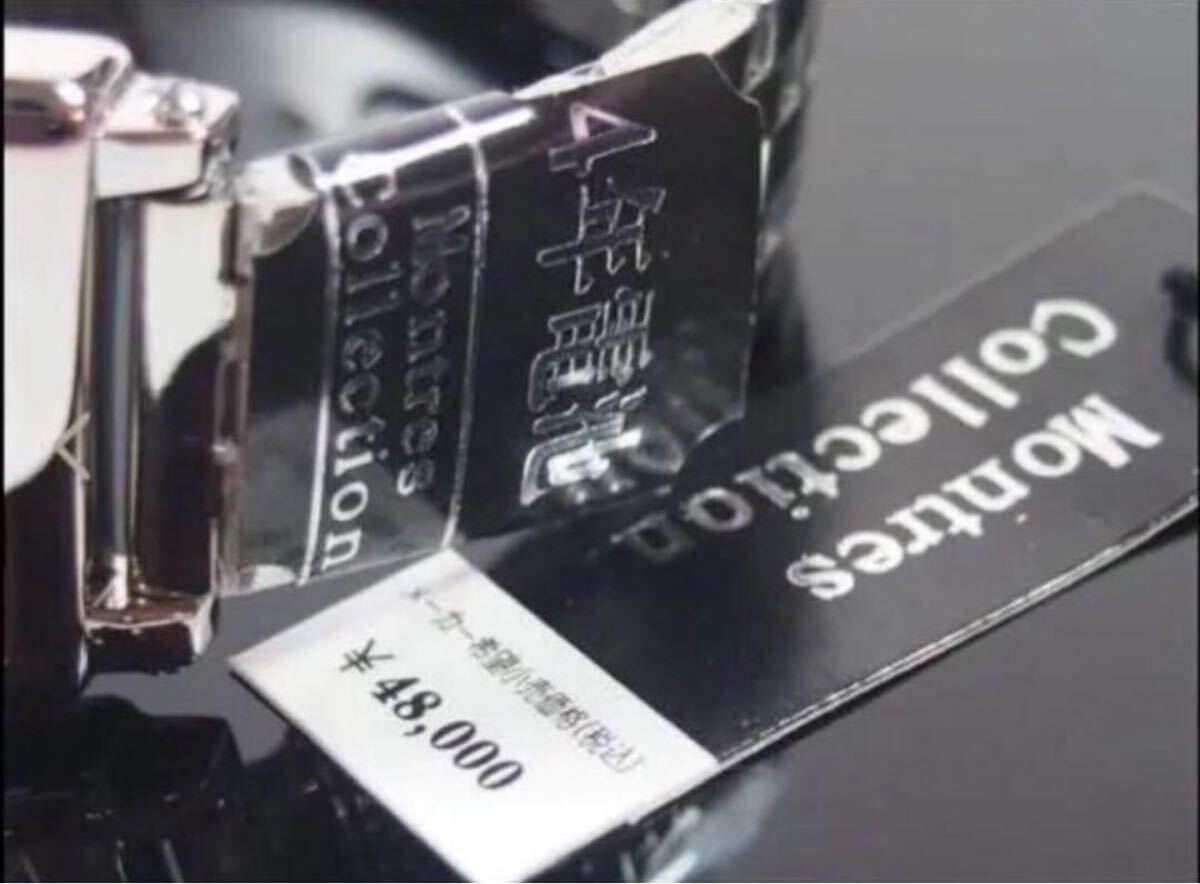 4年電池
Montres
Collection
Montres
Collection
メーカー希望小売価格(税込)
¥48,000